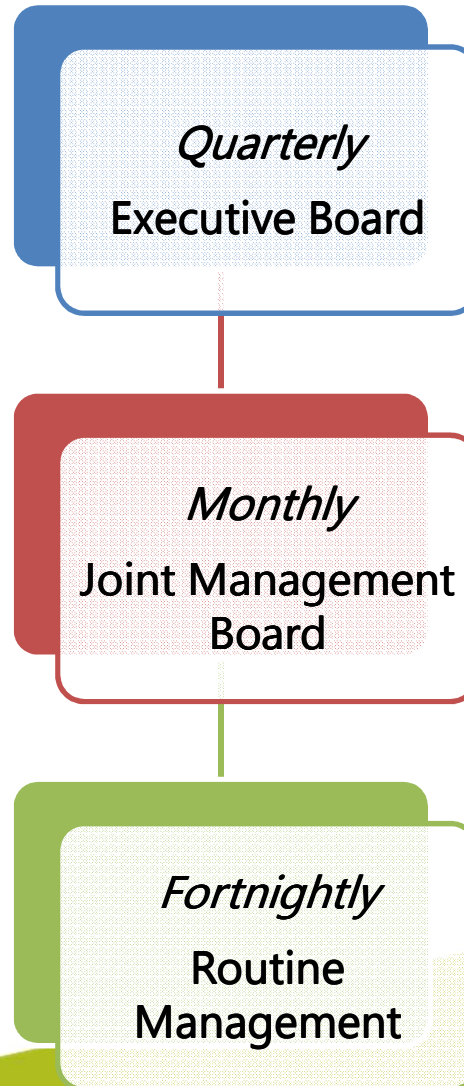 Quarterly
Executive Board
Monthly
Joint Management
Board
Fortnightly
Routine
Management